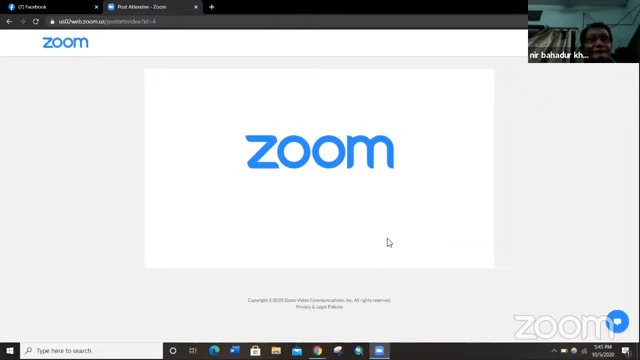 Facebook
Post Attendee - Zoom
us02web.zoom.us/postattendee?id=4
zoom
nir bahadur kh...
zoom
Copyright ©2020 Zoom Video Communications, Inc. All rights reserved.
Privacy & Legal Policies
zoom
Type here to search
5:45 PM
10/5/2020